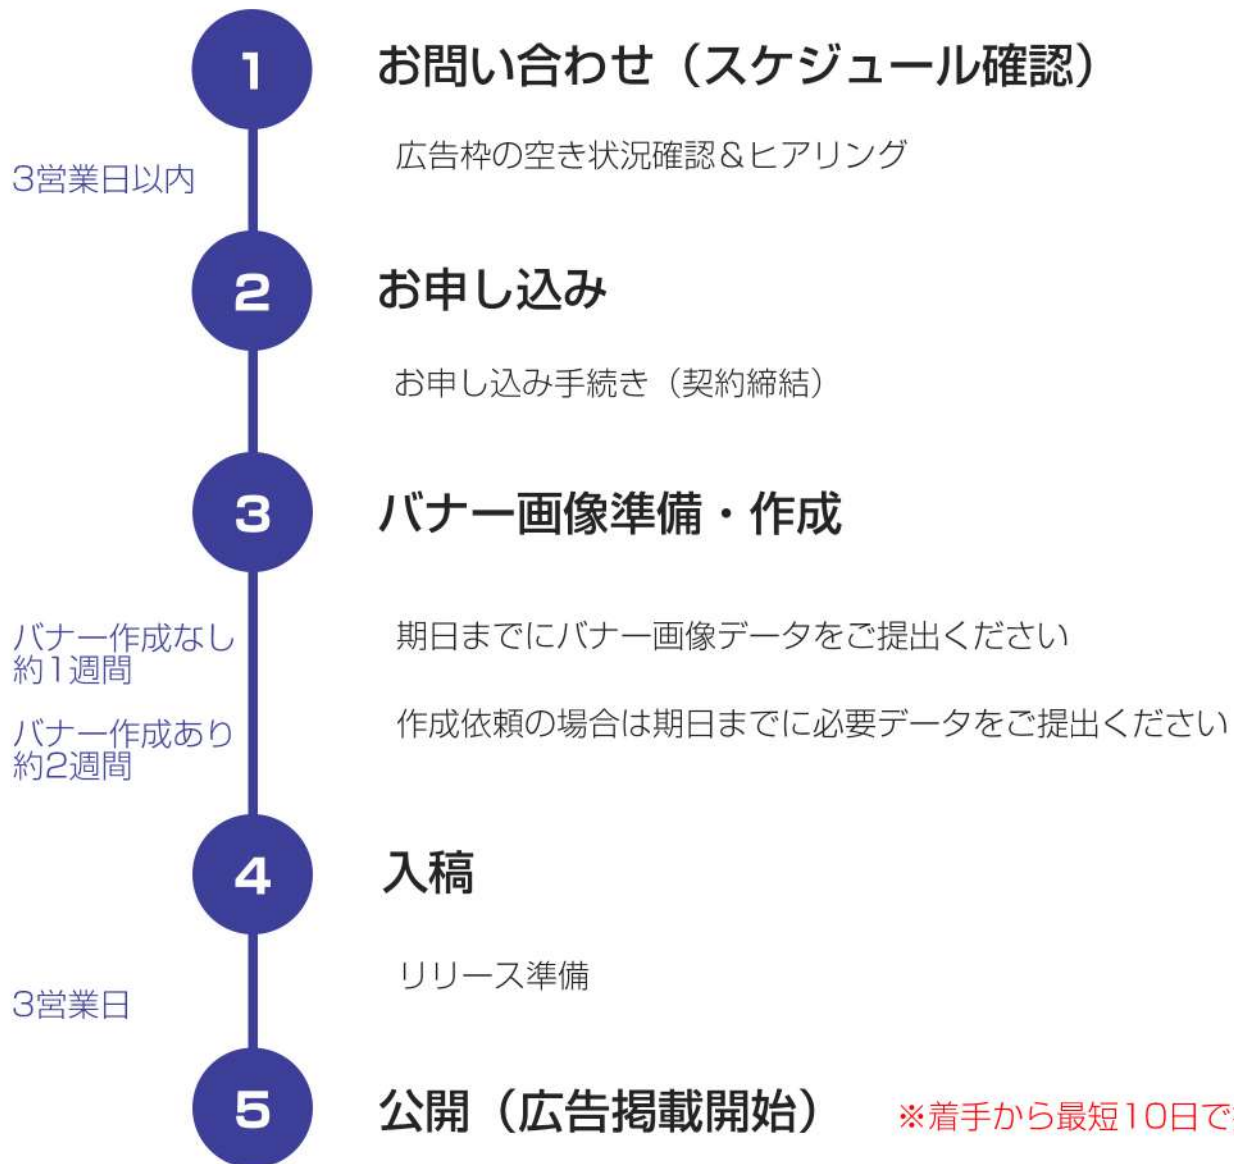 1
お問い合わせ（スケジュール確認）
3営業日以内
広告枠の空き状況確認＆ヒアリング
2
お申し込み
お申し込み手続き（契約締結）
3
バナー画像準備・作成
バナー作成なし
約1週間
期日までにバナー画像データをご提出ください
バナー作成あり
約2週間
作成依頼の場合は期日までに必要データをご提出ください
4
入稿
3営業日
リリース準備
5
公開（広告掲載開始）
※着手から最短10日で